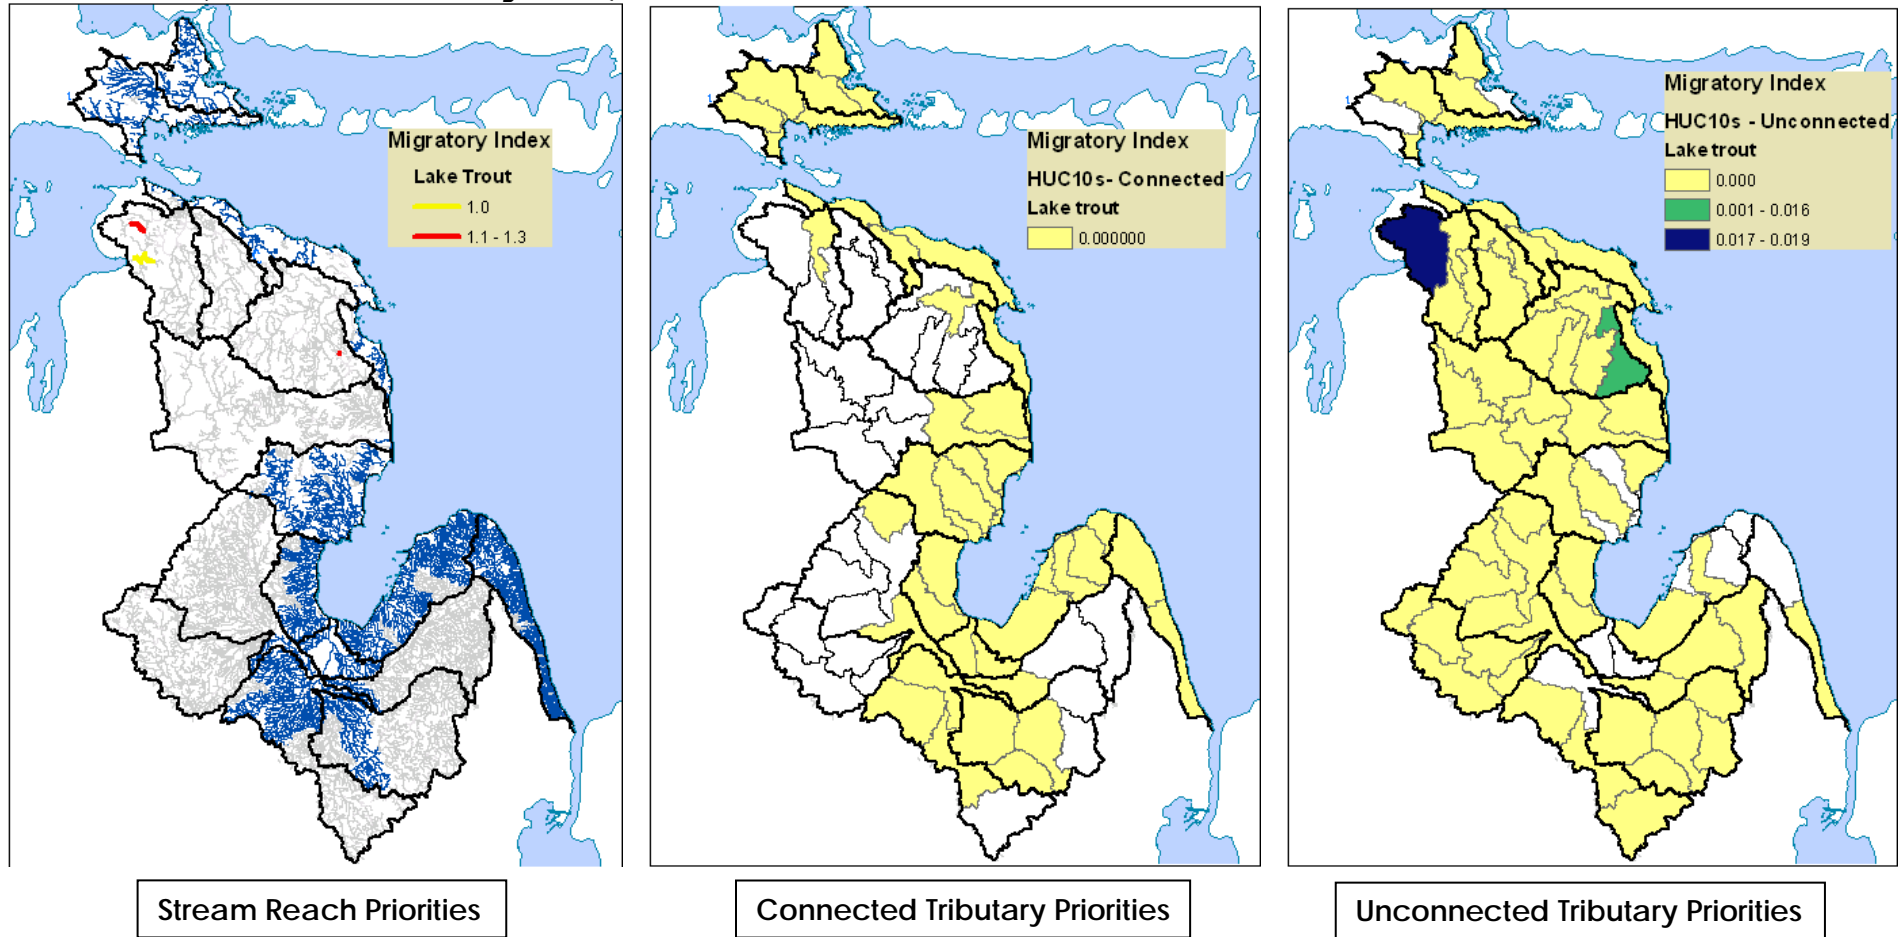 Migratory Index
Lake Trout
1.0
1.1 - 1.3
Stream Reach Priorities
Migratory Index
HUC10s- Connected
Lake trout
0.000000
Connected Tributary Priorities
Migratory Index
HUC10s - Unconnected
Lake trout
0.000
0.001 - 0.016
0.017 - 0.019
Unconnected Tributary Priorities